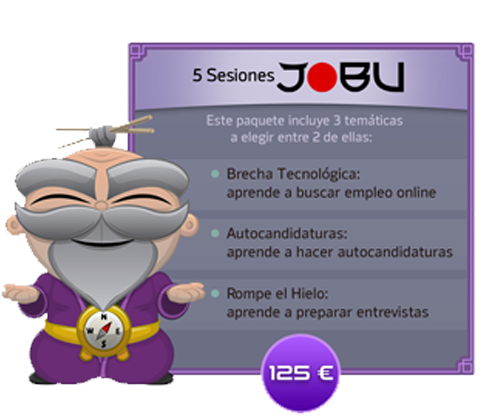 5 Sesiones JOBU
Este paquete incluye 3 temáticas
a elegir entre 2 de ellas:
Brecha Tecnológica:
aprende a buscar empleo online
Autocandidaturas:
aprende a hacer autocandidaturas
Rompe el Hielo:
aprende a preparar entrevistas
N
W E
S
125 €